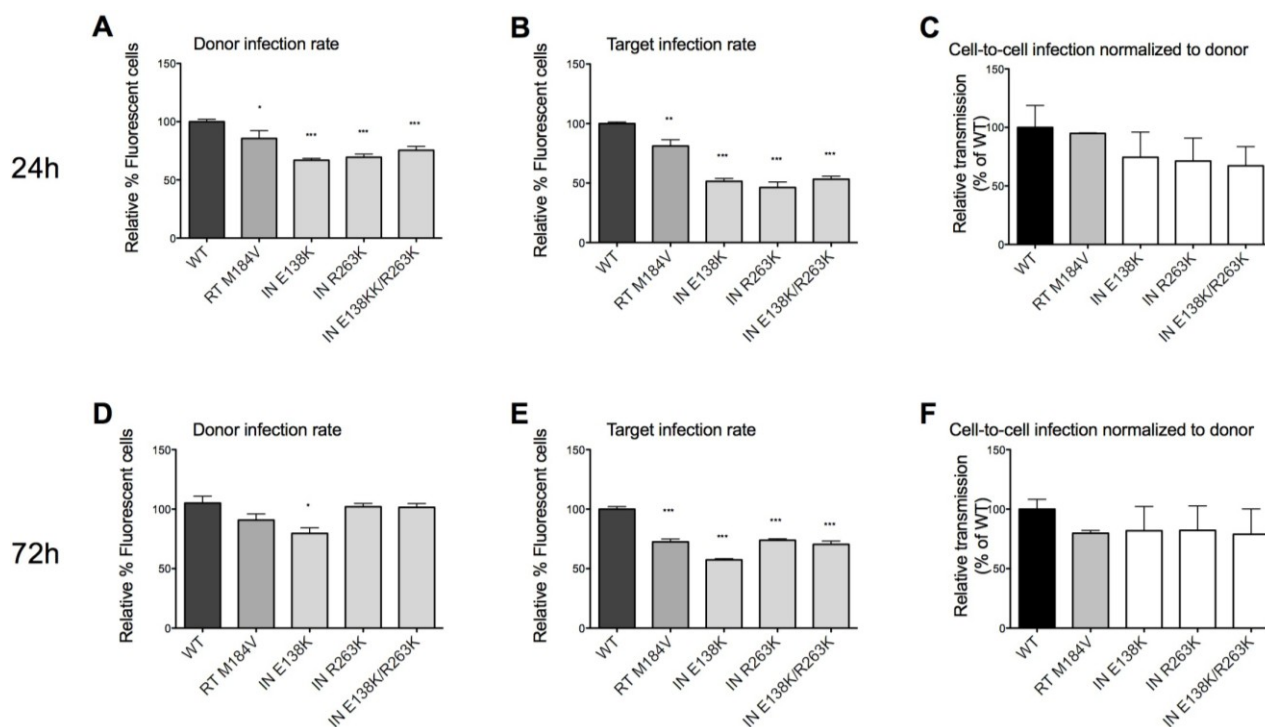 A
Donor infection rate
Relative % Fluorescent cells
150
100
50
0
*
***
***
***
WT
RT M184V
IN E138K
IN R263K
IN E138KK/R263K
B
Target infection rate
Relative % Fluorescent cells
150
100
50
0
**
***
***
***
WT
RT M184V
IN E138K
IN R263K
IN E138K/R263K
C
Cell-to-cell infection normalized to donor
Relative transmission
(% of WT)
150
100
50
0
WT
RT M184V
IN E138K
IN R263K
IN E138K/R263K
24h
D
Donor infection rate
Relative % Fluorescent cells
150
100
50
0
*
WT
RT M184V
IN E138K
IN R263K
IN E138K/R263K
E
Target infection rate
Relative % Fluorescent cells
150
100
50
0
***
***
***
***
WT
RT M184V
IN E138K
IN R263K
IN E138K/R263K
F
Cell-to-cell infection normalized to donor
Relative transmission
(% of WT)
150
100
50
0
WT
RT M184V
IN E138K
IN R263K
IN E138K/R263K
72h